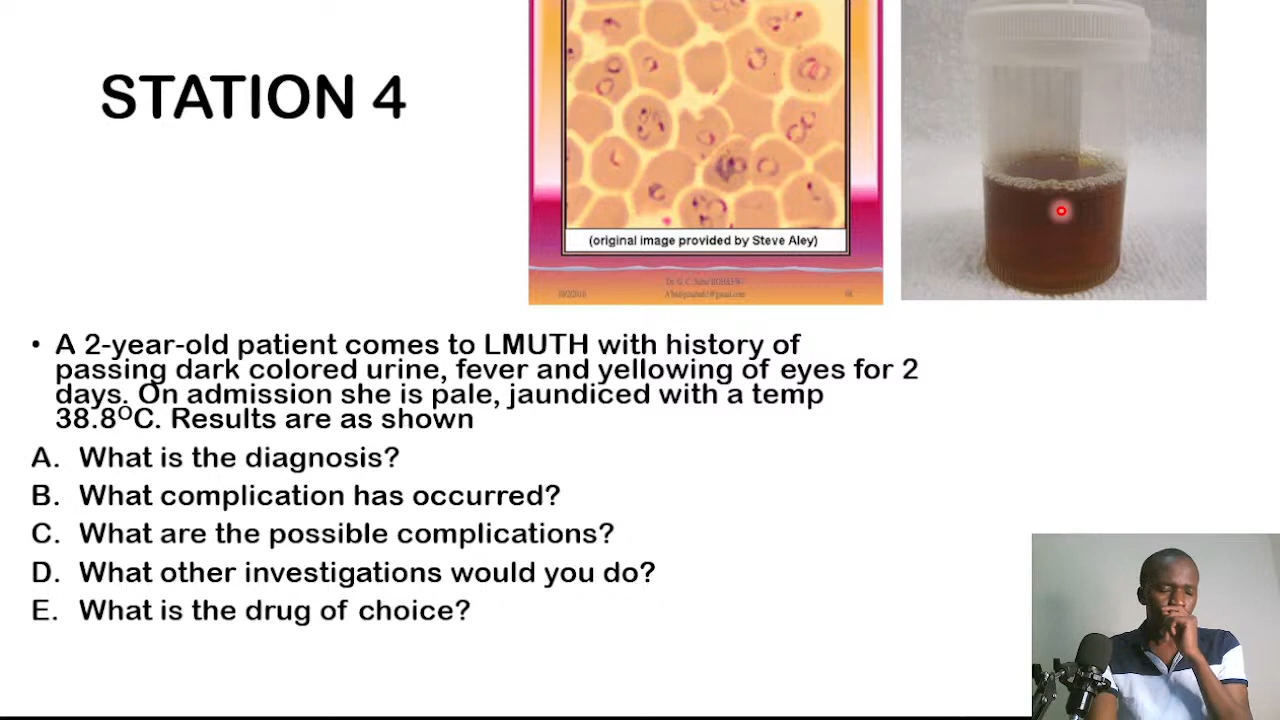 STATION 4
(original image provided by Steve Aley)
• A 2-year-old patient comes to LMUTH with history of
passing dark colored urine, fever and yellowing of eyes for 2
days. On admission she is pale, jaundiced with a temp
38.8°C. Results are as shown
A. What is the diagnosis?
B. What complication has occurred?
C. What are the possible complications?
D. What other investigations would you do?
E. What is the drug of choice?